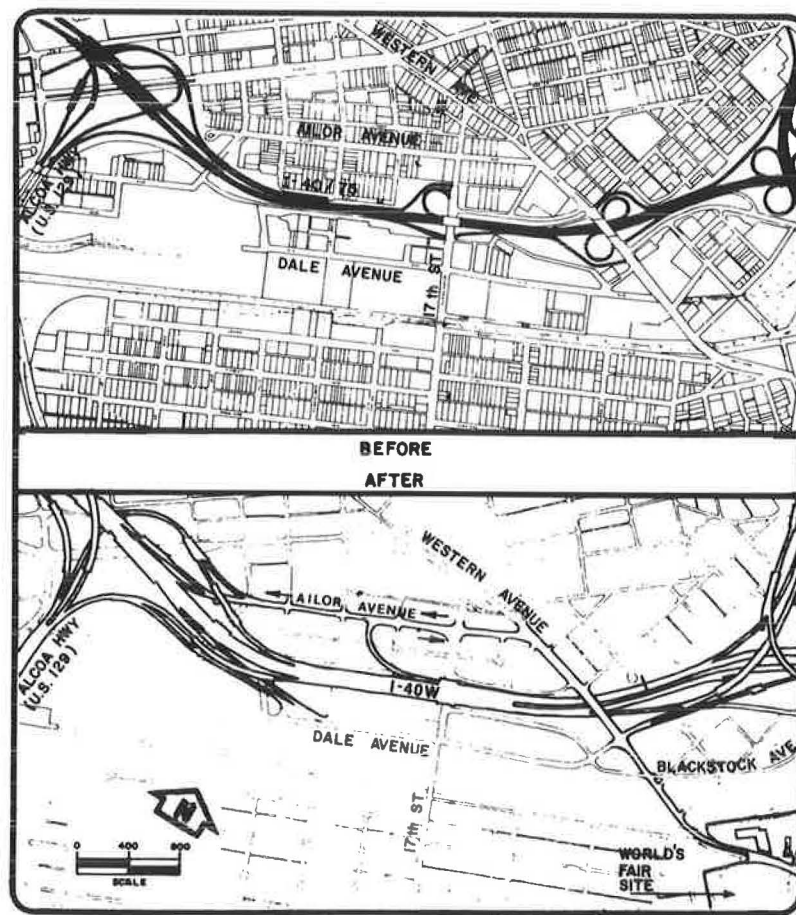 WESTERN AVE
AILOR AVENUE
ALCOA HWY
(U.S. 129)
I-40/75
DALE AVENUE
17th ST.
BEFORE
AFTER
WESTERN AVENUE
AILOR AVENUE
ALCOA HWY
(U.S. 129)
I-40W
DALE AVENUE
BLACKSTOCK AVE
17th ST.
N
0 400 800
SCALE
WORLD'S
FAIR
SITE